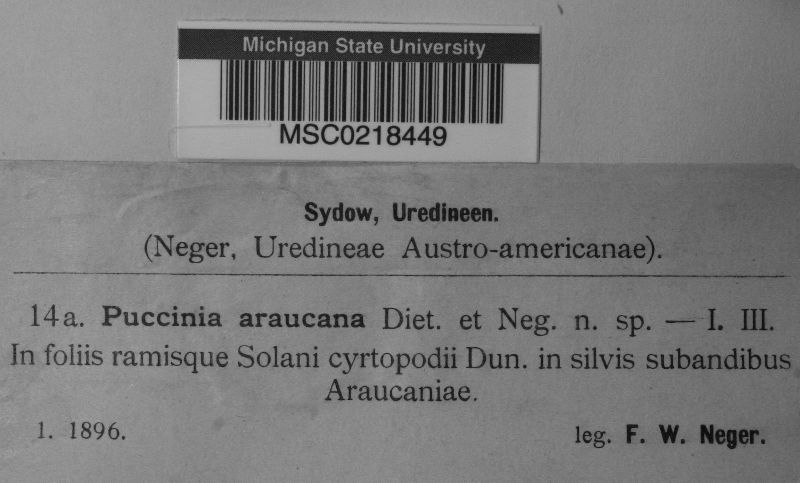 Michigan State University
MSC0218449
Sydow, Uredineen.
(Neger, Uredineae Austro-americanae).
14a. Puccinia araucana Diet. et Neg. n. sp. — I. III.
In foliis ramisque Solani cyrtopodii Dun. in silvis subandibus
Araucaniae.
1. 1896.
leg. F. W. Neger.